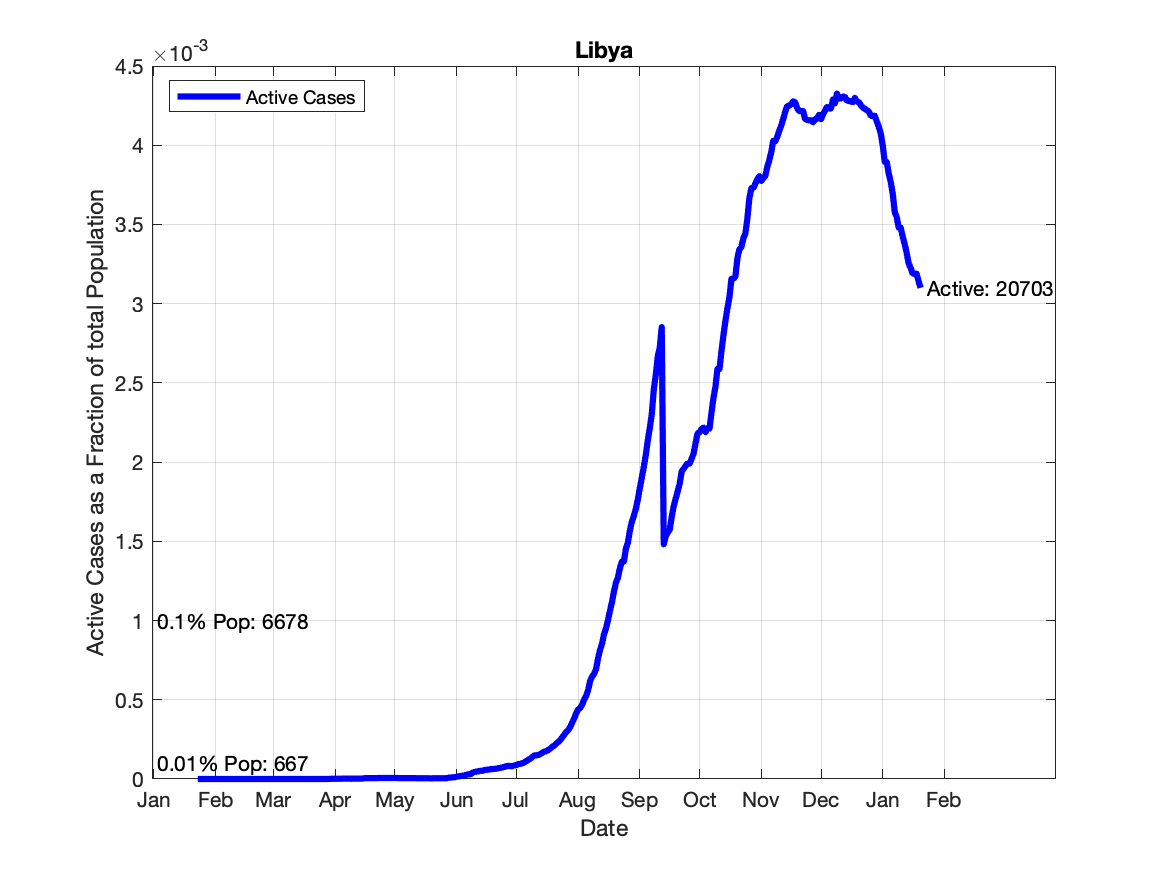 Libya
×10-3
4.5
4
3.5
3
2.5
2
1.5
1
0.5
0
Active Cases as a Fraction of total Population
Active Cases
Active: 20703
0.1% Pop: 6678
0.01% Pop: 667
Jan Feb Mar Apr May Jun Jul Aug Sep Oct Nov Dec Jan Feb
Date